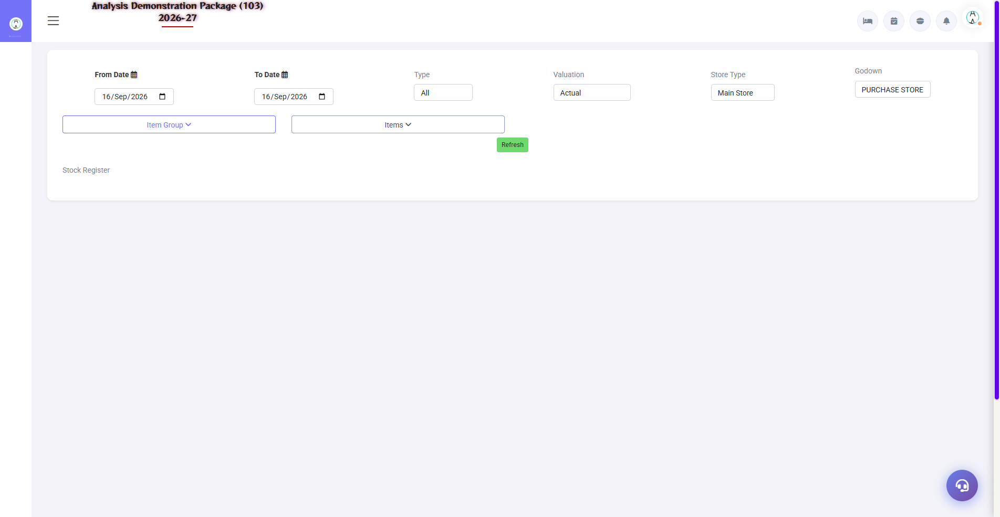 Analysis Demonstration Package (103)
2026-27
From Date
To Date
Type
Valuation
Store Type
Godown
16/Sep/2026
16/Sep/2026
All
Actual
Main Store
PURCHASE STORE
Item Group
Items
Refresh
Stock Register